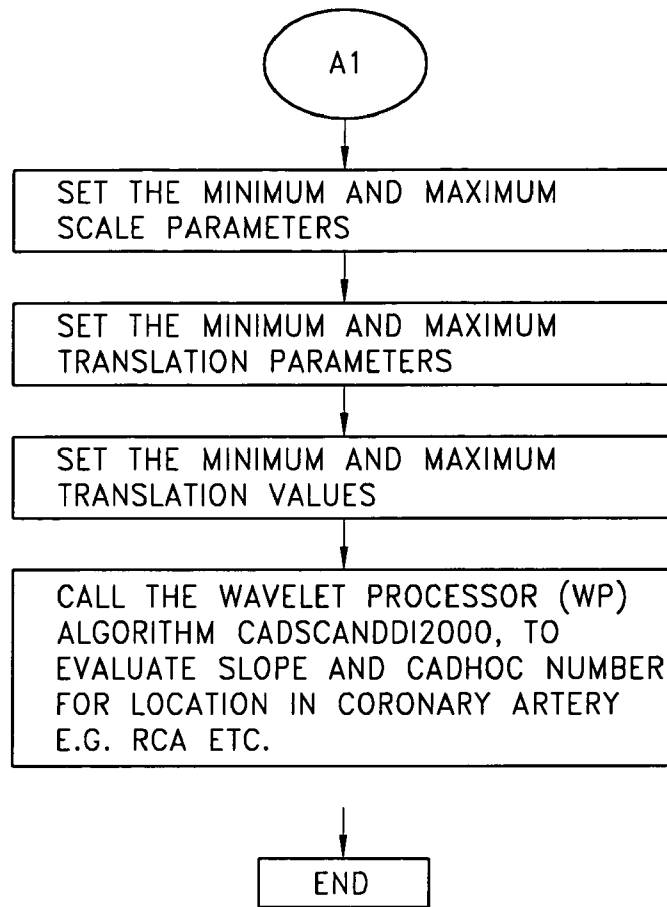 A1
SET THE MINIMUM AND MAXIMUM
SCALE PARAMETERS
SET THE MINIMUM AND MAXIMUM
TRANSLATION PARAMETERS
SET THE MINIMUM AND MAXIMUM
TRANSLATION VALUES
CALL THE WAVELET PROCESSOR (WP)
ALGORITHM CADSCANDDI2000, TO
EVALUATE SLOPE AND CADHOC NUMBER
FOR LOCATION IN CORONARY ARTERY
E.G. RCA ETC.
END